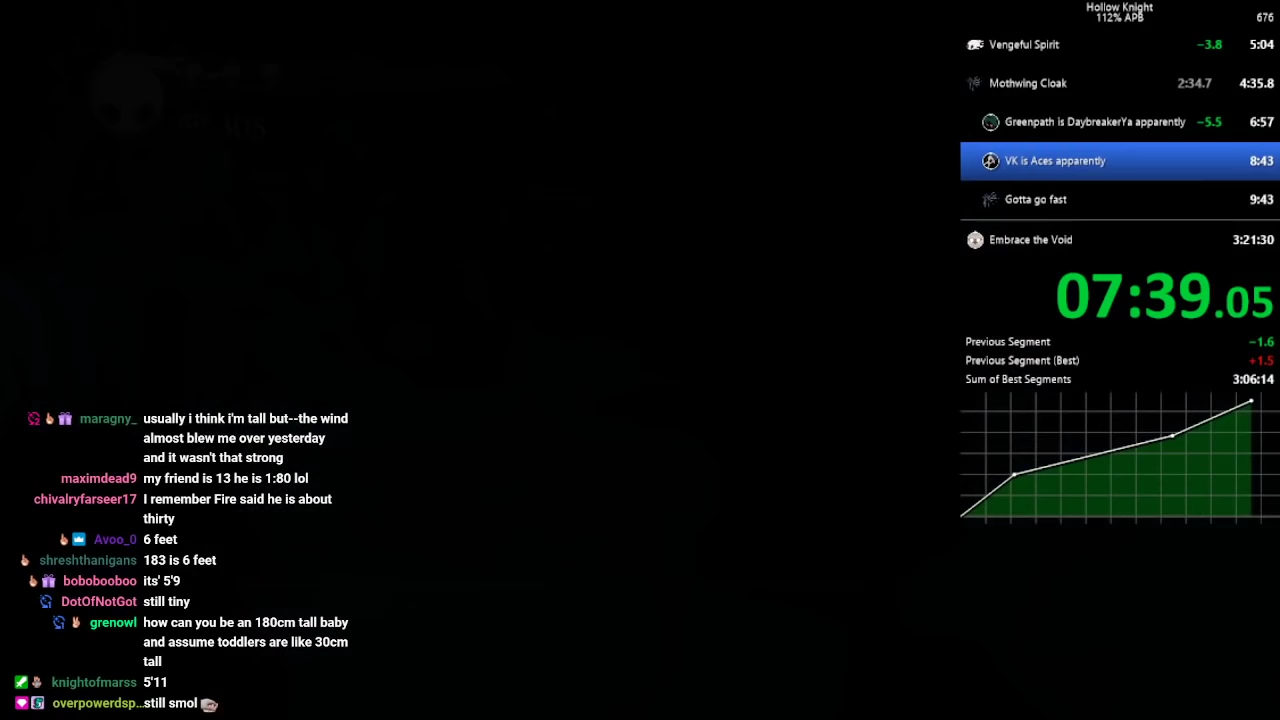 Hollow Knight
112% APB
676
Vengeful Spirit −3.8 5:04
Mothwing Cloak 2:34.7 4:35.8
Greenpath is DaybreakerYa apparently −5.5 6:57
VK is Aces apparently 8:43
Gotta go fast 9:43
Embrace the Void 3:21:30
07:39.05
Previous Segment −1.6
Previous Segment (Best) +1.5
Sum of Best Segments 3:06:14
maragny_ usually i think i'm tall but--the wind
almost blew me over yesterday
and it wasn't that strong
maximdead9 my friend is 13 he is 1:80 lol
chivalryfarseer17 I remember Fire said he is about
thirty
Avoo_0 6 feet
shreshthanigans 183 is 6 feet
bobobooboo its' 5'9
DotOfNotGot still tiny
grenowl how can you be an 180cm tall baby
and assume toddlers are like 30cm
tall
knightofmarss 5'11
overpowerdsp... still smol